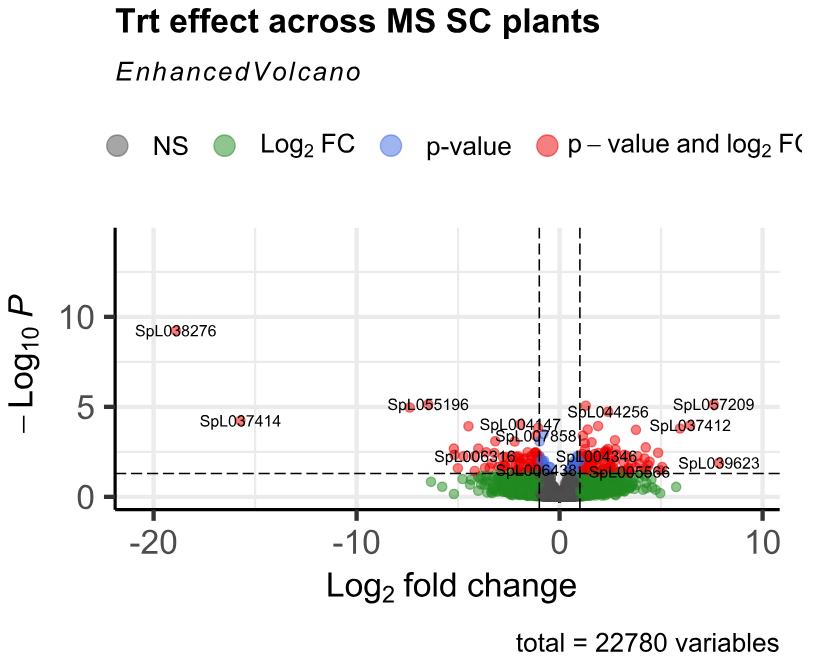 Trt effect across MS SC plants
EnhancedVolcano
NS Log2 FC p-value p − value and log2 FC
− Log10 P
10
5
0
SpL038276
SpL055196
SpL044256
SpL057209
SpL037414
SpL004447
SpL037412
SpL007858
SpL006316
SpL004346
SpL039623
SpL006438
SpL005566
-20 -10 0 10
Log2 fold change
total = 22780 variables